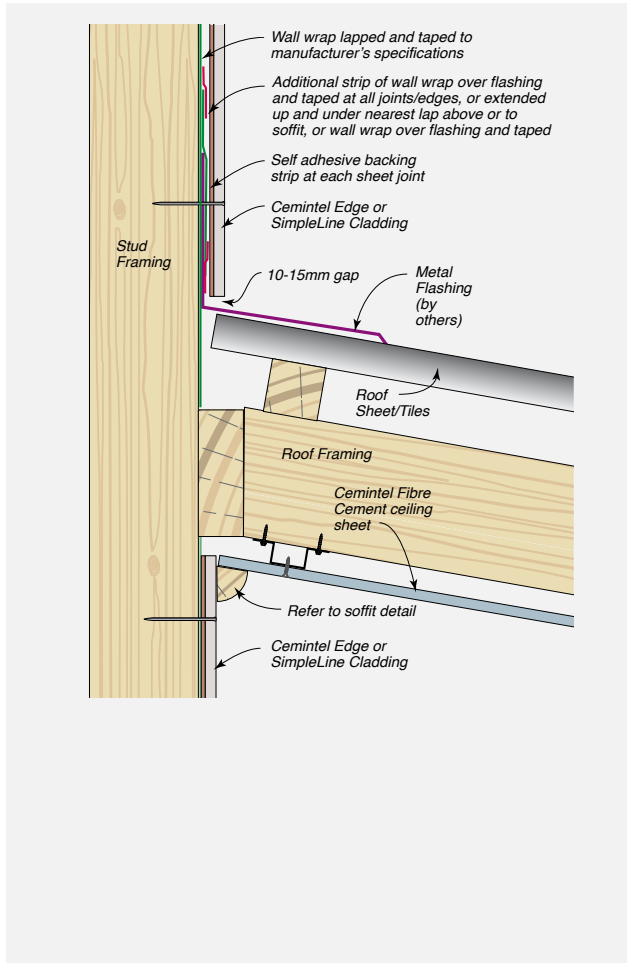 Wall wrap lapped and taped to
manufacturer's specifications
Additional strip of wall wrap over flashing
and taped at all joints/edges, or extended
up and under nearest lap above or to
soffit, or wall wrap over flashing and taped
Self adhesive backing
strip at each sheet joint
Cemintel Edge or
SimpleLine Cladding
Stud
Framing
10-15mm gap
Metal
Flashing
(by
others)
Roof
Sheet/Tiles
Roof Framing
Cemintel Fibre
Cement ceiling
sheet
Refer to soffit detail
Cemintel Edge or
SimpleLine Cladding